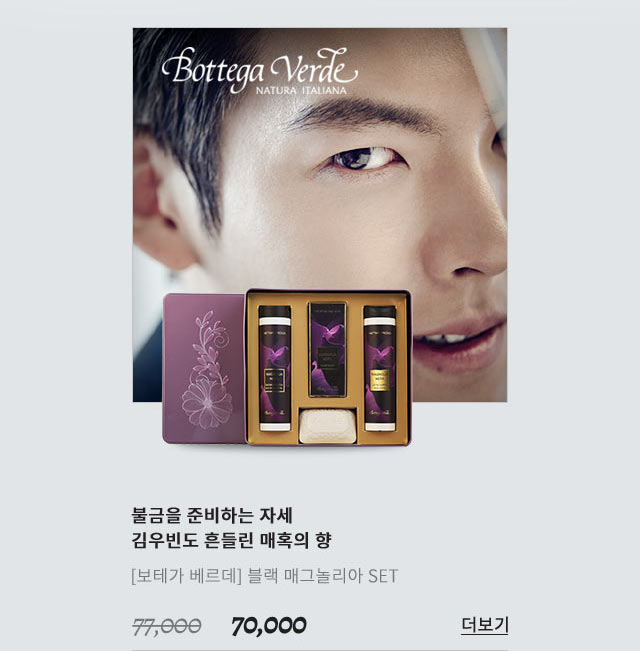 Bottega Verde
NATURA ITALIANA
불금을 준비하는 자세
김우빈도 흔들린 매혹의 향
[보테가 베르데] 블랙 매그놀리아 SET
77,000 70,000 더보기